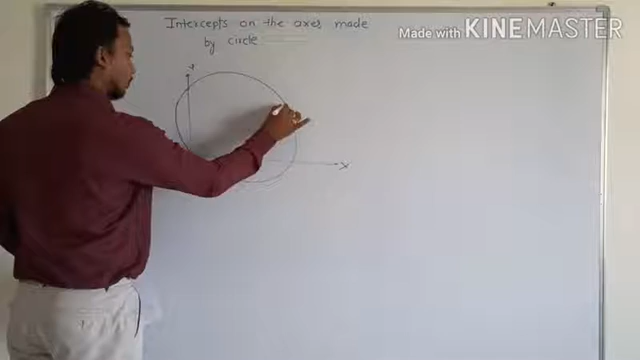 Intercepts on the axes made
by circle
Made with KINEMASTER
Y
X